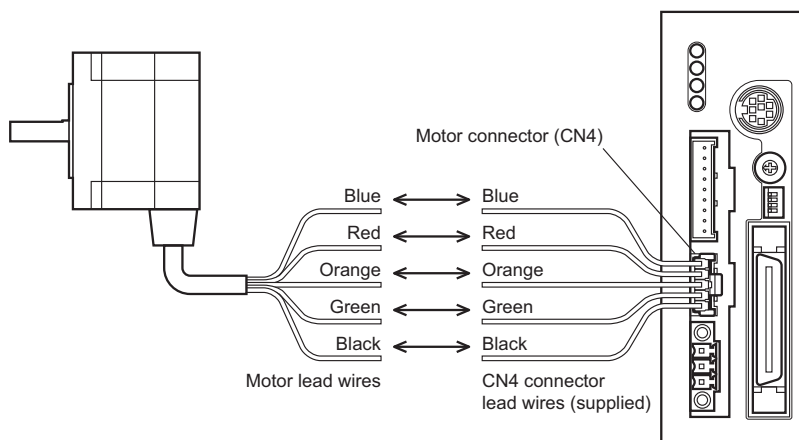 Motor connector (CN4)
Blue Blue
Red Red
Orange Orange
Green Green
Black Black
Motor lead wires
CN4 connector
lead wires (supplied)